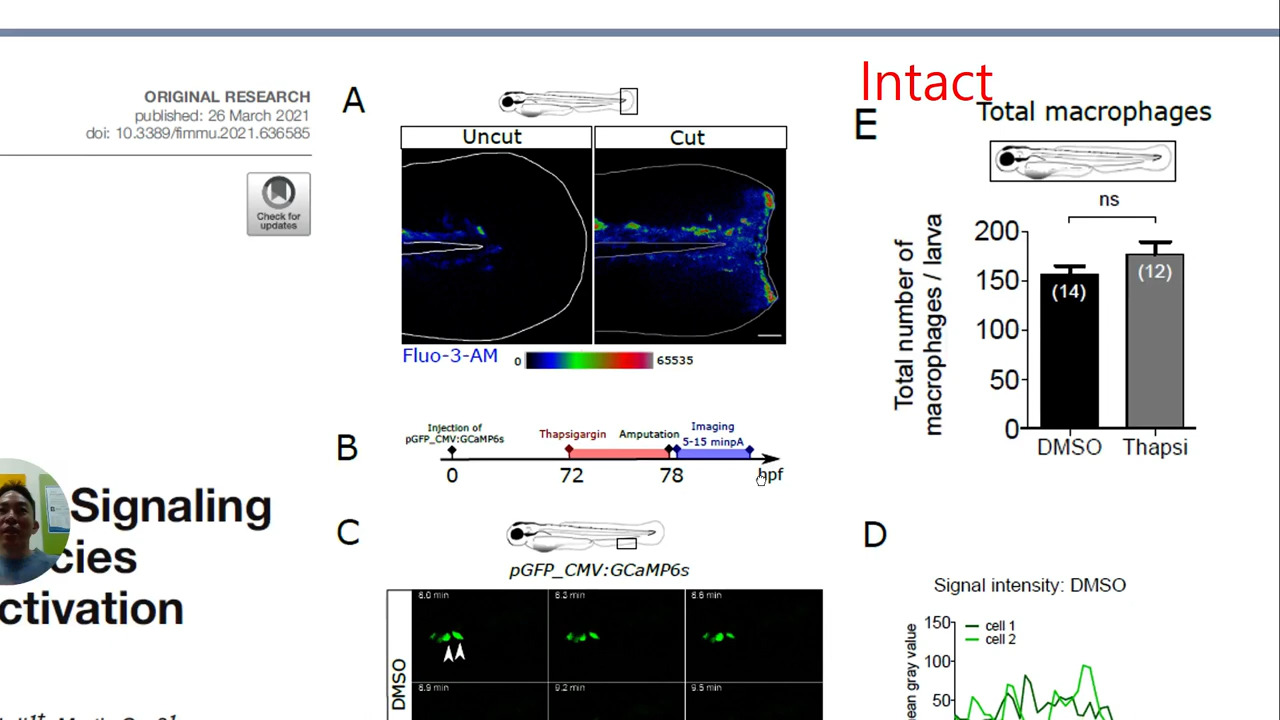 ORIGINAL RESEARCH
published: 26 March 2021
doi: 10.3389/fimmu.2021.636585
Check for
updates
Signaling
cies
ctivation
A
Uncut
Cut
Fluo-3-AM
0
65535
B
Injection of
pGFP_CMV:GCaMP6s
Thapsigargin
Amputation
Imaging
5-15 minpA
0
72
78
hpf
C
pGFP_CMV:GCaMP6s
DMSO
6.0 min
6.3 min
6.6 min
6.9 min
9.2 min
9.5 min
Intact
E
Total macrophages
ns
Total number of
macrophages / larva
200
150
100
50
0
(14)
(12)
DMSO
Thapsi
D
Signal intensity: DMSO
mean gray value
150
100
50
cell 1
cell 2